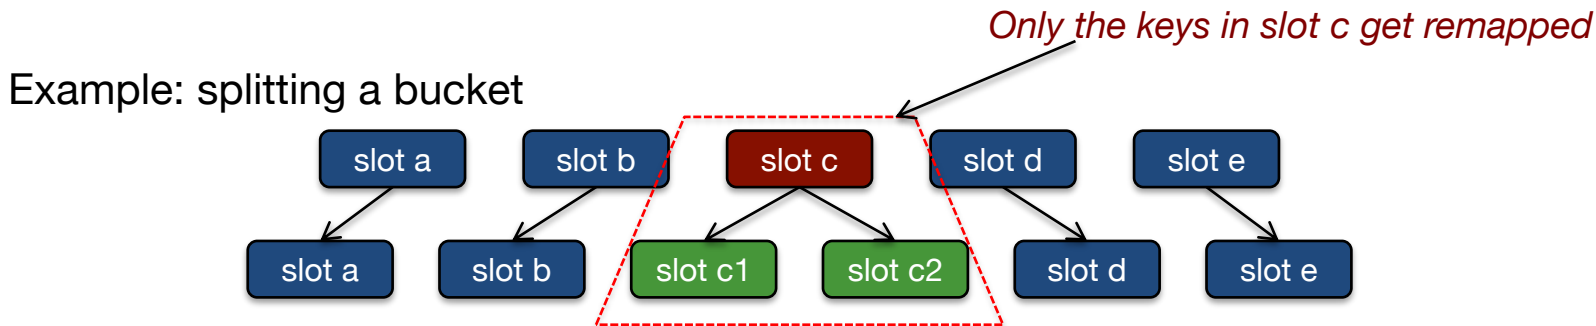 Only the keys in slot c get remapped
Example: splitting a bucket
slot a slot b slot c slot d slot e
slot a slot b slot c1 slot c2 slot d slot e